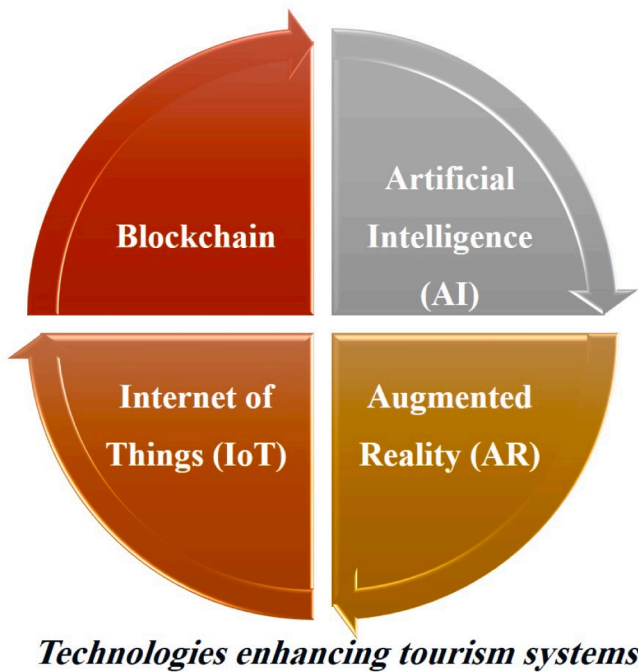 Blockchain
Artificial
Intelligence
(AI)
Internet of
Things (IoT)
Augmented
Reality (AR)
Technologies enhancing tourism systems